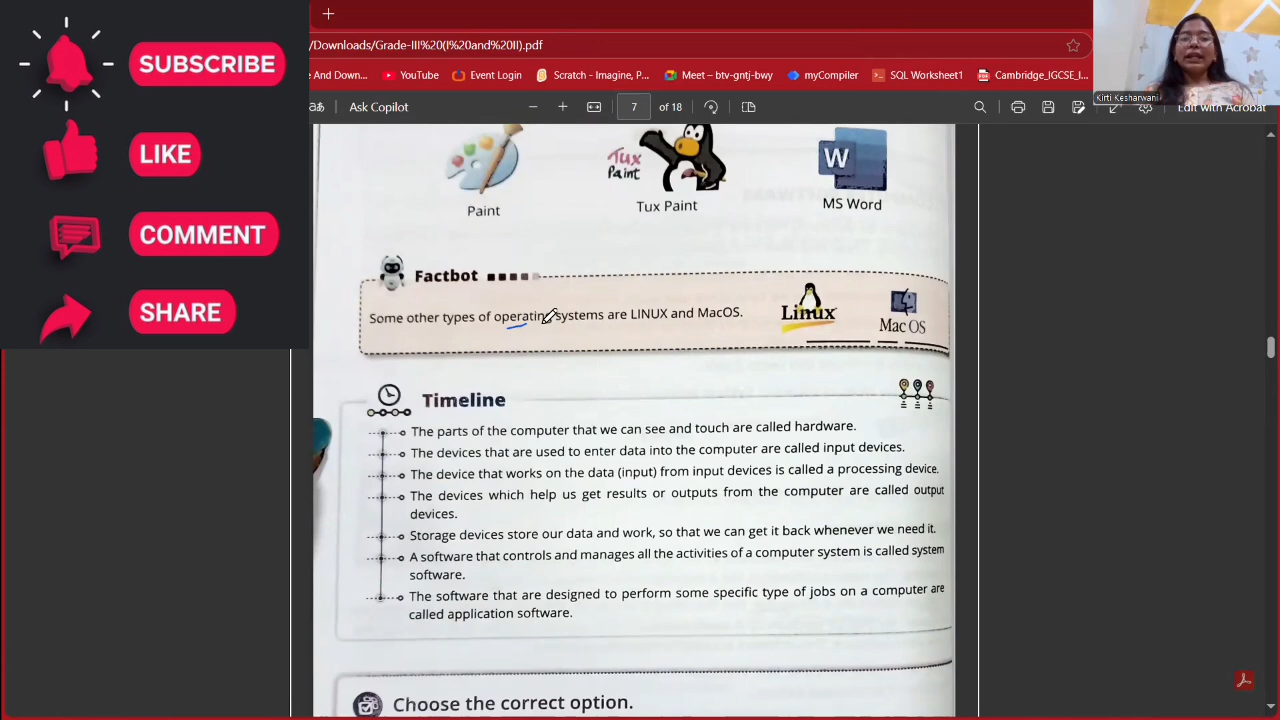 SUBSCRIBE
LIKE
COMMENT
SHARE
/Downloads/Grade-III%20(I%20and%20II).pdf
e And Down...
YouTube
Event Login
Scratch - Imagine, P...
Meet – btv-gntj-bwy
myCompiler
SQL Worksheet1
Cambridge_IGCSE_I...
Ask Copilot
7
of 18
Edit with Acrobat
Kirti Kesharwani
Tux
Paint
W
Paint
Tux Paint
MS Word
Factbot
Some other types of operating systems are LINUX and MacOS.
Linux
Mac OS
Timeline
The parts of the computer that we can see and touch are called hardware.
The devices that are used to enter data into the computer are called input devices.
The device that works on the data (input) from input devices is called a processing device.
The devices which help us get results or outputs from the computer are called output
devices.
Storage devices store our data and work, so that we can get it back whenever we need it.
A software that controls and manages all the activities of a computer system is called system
software.
The software that are designed to perform some specific type of jobs on a computer are
called application software.
Choose the correct option.